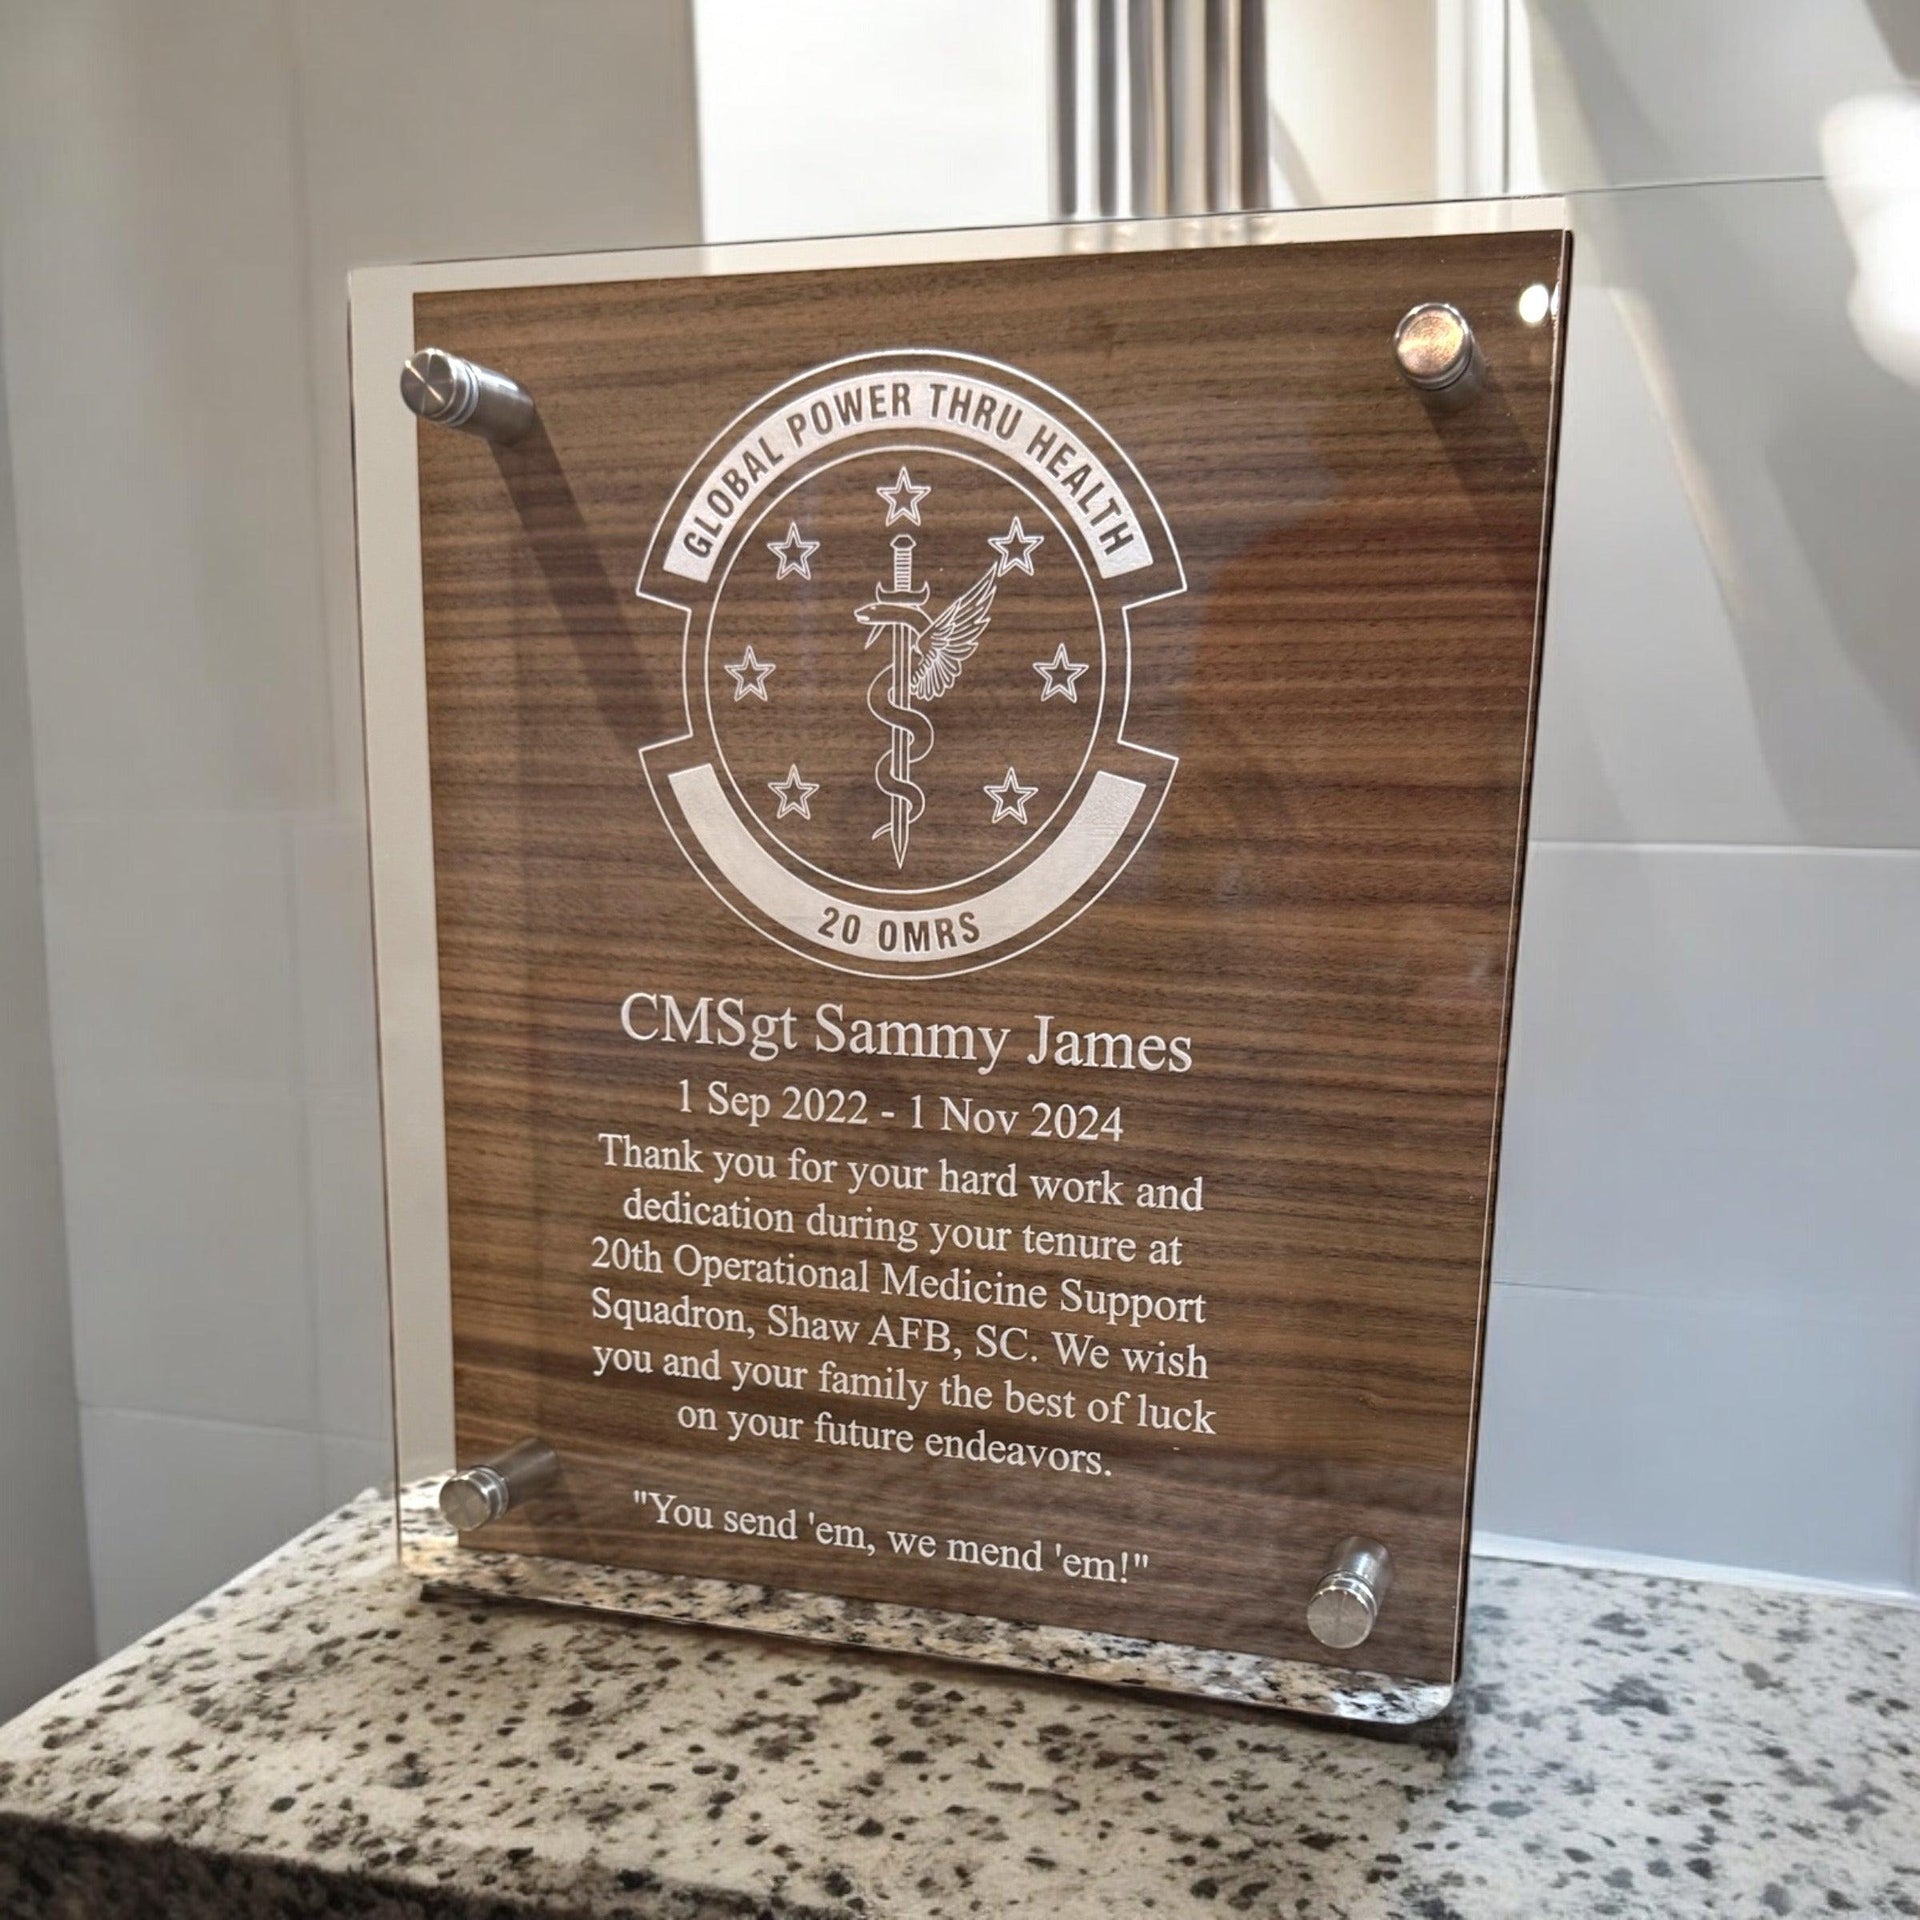 GLOBAL POWER THRU HEALTH
20 OMRS
CMSgt Sammy James
1 Sep 2022 - 1 Nov 2024
Thank you for your hard work and
dedication during your tenure at
20th Operational Medicine Support
Squadron, Shaw AFB, SC. We wish
you and your family the best of luck
on your future endeavors.
"You send 'em, we mend 'em!"